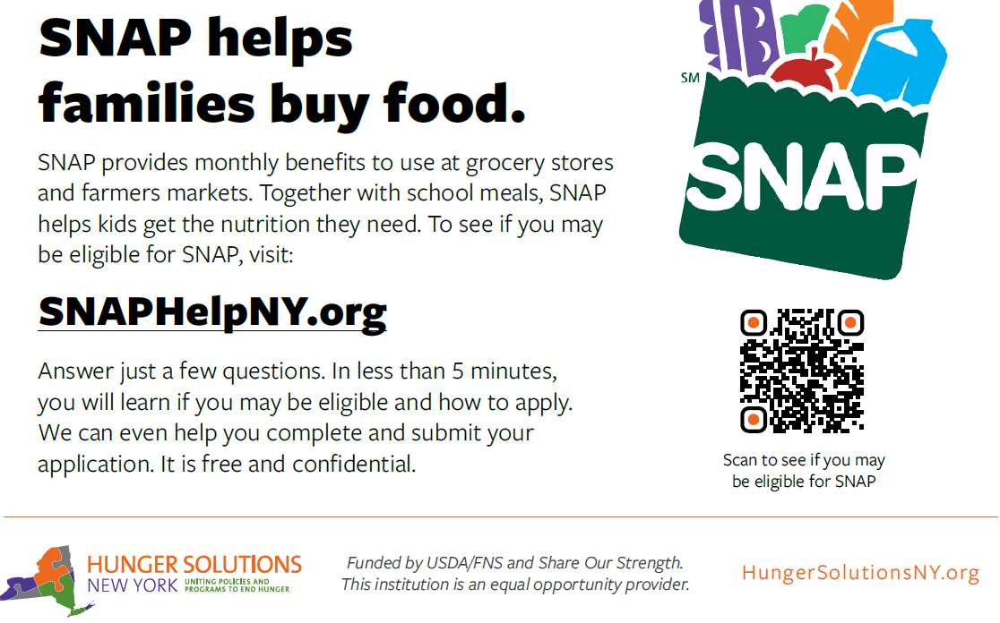 SNAP helps
families buy food.
SNAP provides monthly benefits to use at grocery stores
and farmers markets. Together with school meals, SNAP
helps kids get the nutrition they need. To see if you may
be eligible for SNAP, visit:
SNAPHelpNY.org
Answer just a few questions. In less than 5 minutes,
you will learn if you may be eligible and how to apply.
We can even help you complete and submit your
application. It is free and confidential.
SM
SNAP
Scan to see if you may
be eligible for SNAP
HUNGER SOLUTIONS
NEW YORK
UNITING POLICIES AND
PROGRAMS TO END HUNGER
Funded by USDA/FNS and Share Our Strength.
This institution is an equal opportunity provider.
HungerSolutionsNY.org